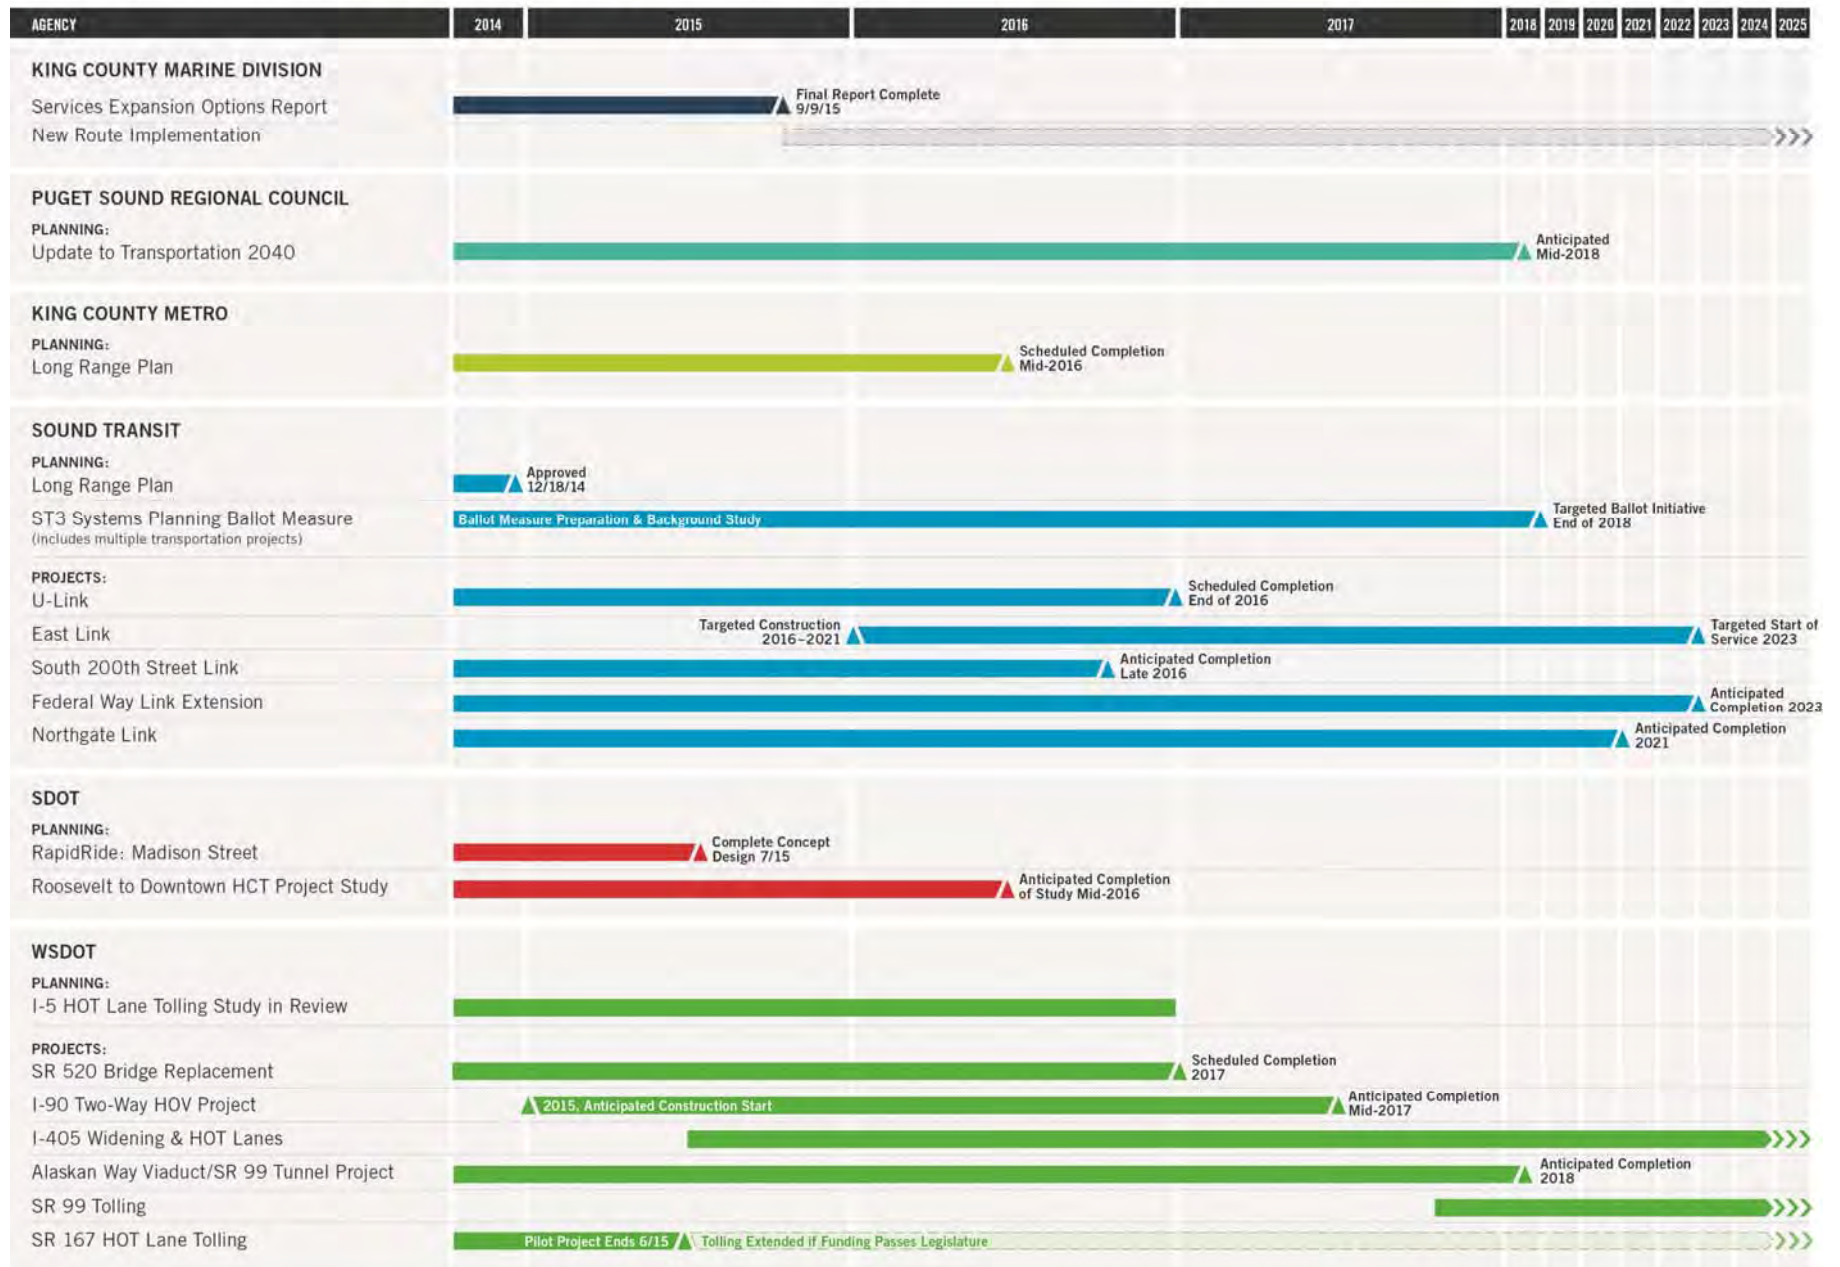 AGENCY 2014 2015 2016 2017 2018 2019 2020 2021 2022 2023 2024 2025
KING COUNTY MARINE DIVISION
Services Expansion Options Report
Final Report Complete
9/9/15
New Route Implementation
PUGET SOUND REGIONAL COUNCIL
PLANNING:
Update to Transportation 2040
Anticipated
Mid-2018
KING COUNTY METRO
PLANNING:
Long Range Plan
Scheduled Completion
Mid-2016
SOUND TRANSIT
PLANNING:
Long Range Plan
Approved
12/18/14
ST3 Systems Planning Ballot Measure
(includes multiple transportation projects)
Ballot Measure Preparation & Background Study
Targeted Ballot Initiative
End of 2018
PROJECTS:
U-Link
Scheduled Completion
End of 2016
East Link
Targeted Construction
2016–2021
Targeted Start of
Service 2023
South 200th Street Link
Anticipated Completion
Late 2016
Federal Way Link Extension
Anticipated
Completion 2023
Northgate Link
Anticipated Completion
2021
SDOT
PLANNING:
RapidRide: Madison Street
Complete Concept
Design 7/15
Roosevelt to Downtown HCT Project Study
Anticipated Completion
of Study Mid-2016
WSDOT
PLANNING:
I-5 HOT Lane Tolling Study in Review
PROJECTS:
SR 520 Bridge Replacement
Scheduled Completion
2017
I-90 Two-Way HOV Project
2015, Anticipated Construction Start
Anticipated Completion
Mid-2017
I-405 Widening & HOT Lanes
Alaskan Way Viaduct/SR 99 Tunnel Project
Anticipated Completion
2018
SR 99 Tolling
SR 167 HOT Lane Tolling
Pilot Project Ends 6/15
Tolling Extended if Funding Passes Legislature